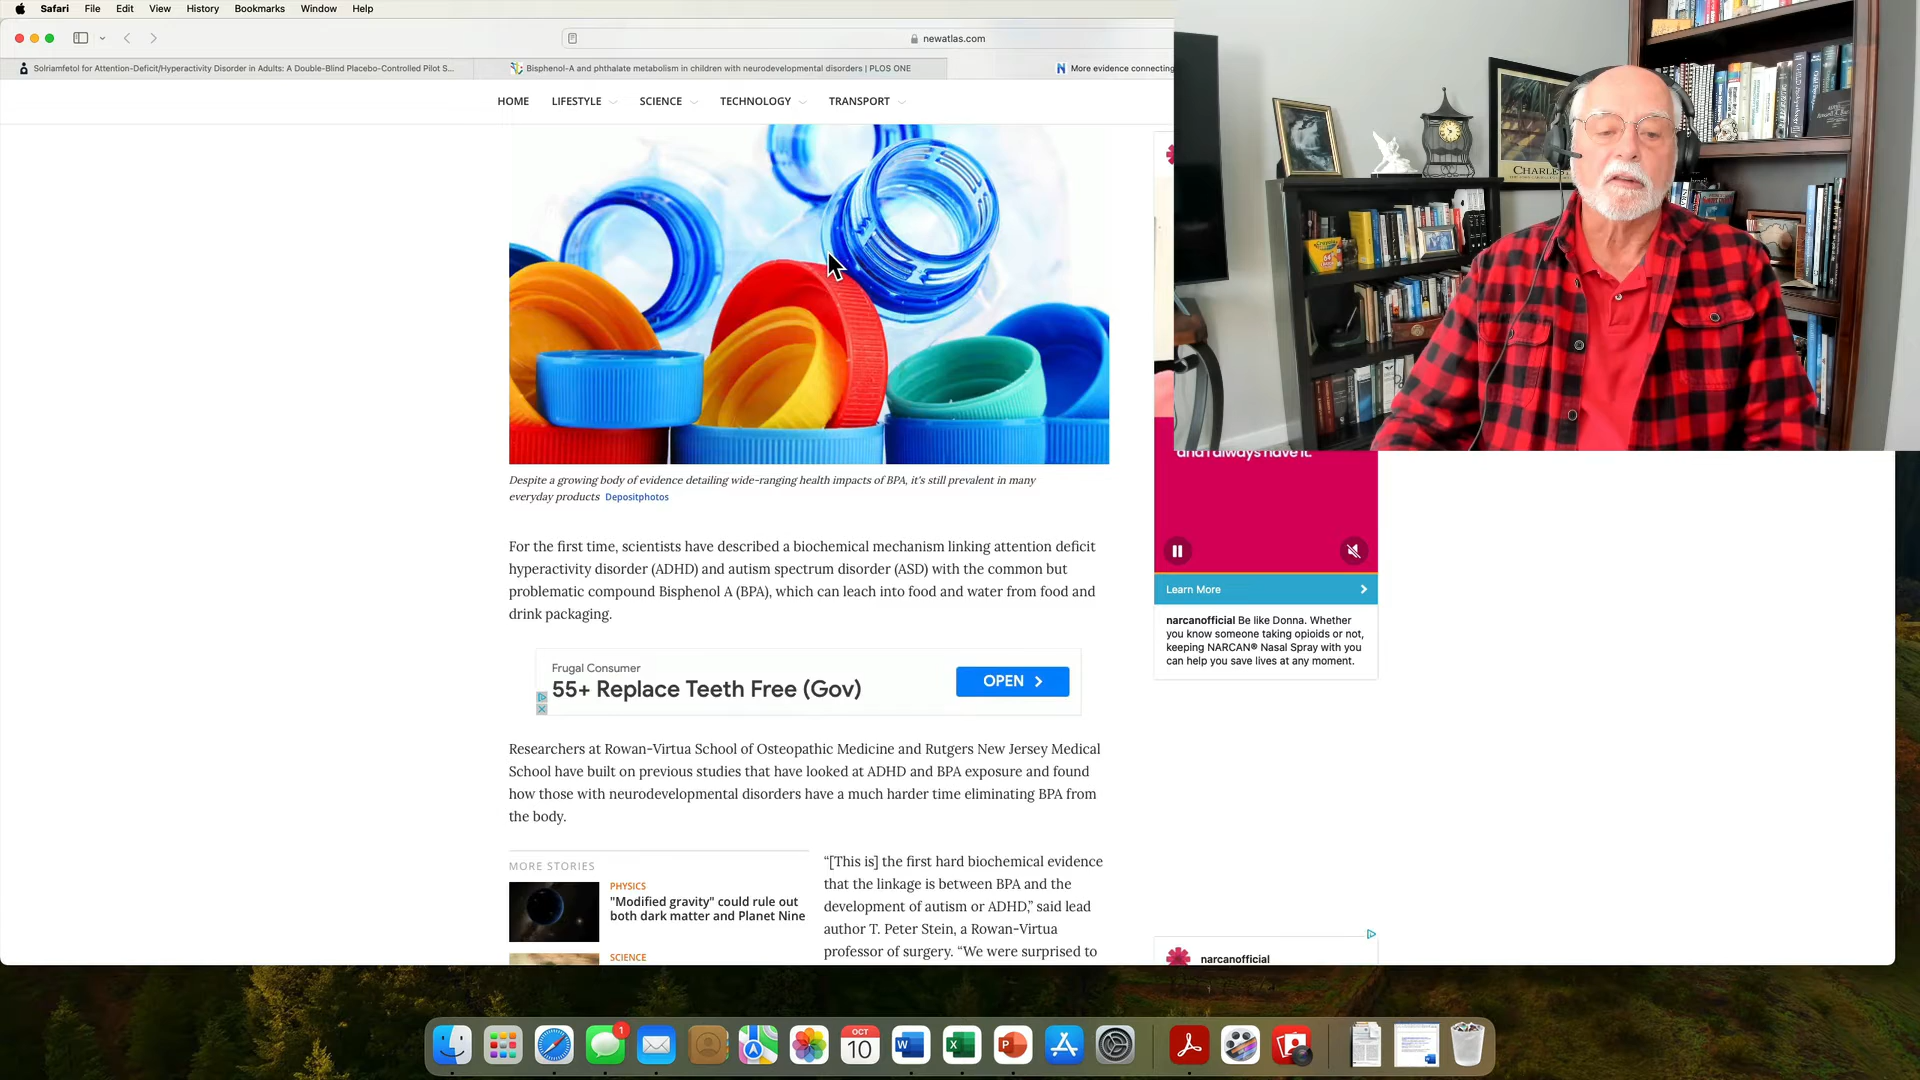 Safari File Edit View History Bookmarks Window Help
newatlas.com
Solriamfetol for Attention-Deficit/Hyperactivity Disorder in Adults: A Double-Blind Placebo-Controlled Pilot S...
Bisphenol-A and phthalate metabolism in children with neurodevelopmental disorders | PLOS ONE
More evidence connecting
HOME LIFESTYLE SCIENCE TECHNOLOGY TRANSPORT
CHARLES
and I always have it.
Despite a growing body of evidence detailing wide-ranging health impacts of BPA, it's still prevalent in many
everyday products Depositphotos
For the first time, scientists have described a biochemical mechanism linking attention deficit
hyperactivity disorder (ADHD) and autism spectrum disorder (ASD) with the common but
problematic compound Bisphenol A (BPA), which can leach into food and water from food and
drink packaging.
Learn More
narcanofficial Be like Donna. Whether
you know someone taking opioids or not,
keeping NARCAN® Nasal Spray with you
can help you save lives at any moment.
Frugal Consumer
55+ Replace Teeth Free (Gov)
OPEN
Researchers at Rowan-Virtua School of Osteopathic Medicine and Rutgers New Jersey Medical
School have built on previous studies that have looked at ADHD and BPA exposure and found
how those with neurodevelopmental disorders have a much harder time eliminating BPA from
the body.
MORE STORIES
PHYSICS
"Modified gravity" could rule out
both dark matter and Planet Nine
SCIENCE
“[This is] the first hard biochemical evidence
that the linkage is between BPA and the
development of autism or ADHD,” said lead
author T. Peter Stein, a Rowan-Virtua
professor of surgery. “We were surprised to
narcanofficial
1
OCT
10
W
X
P